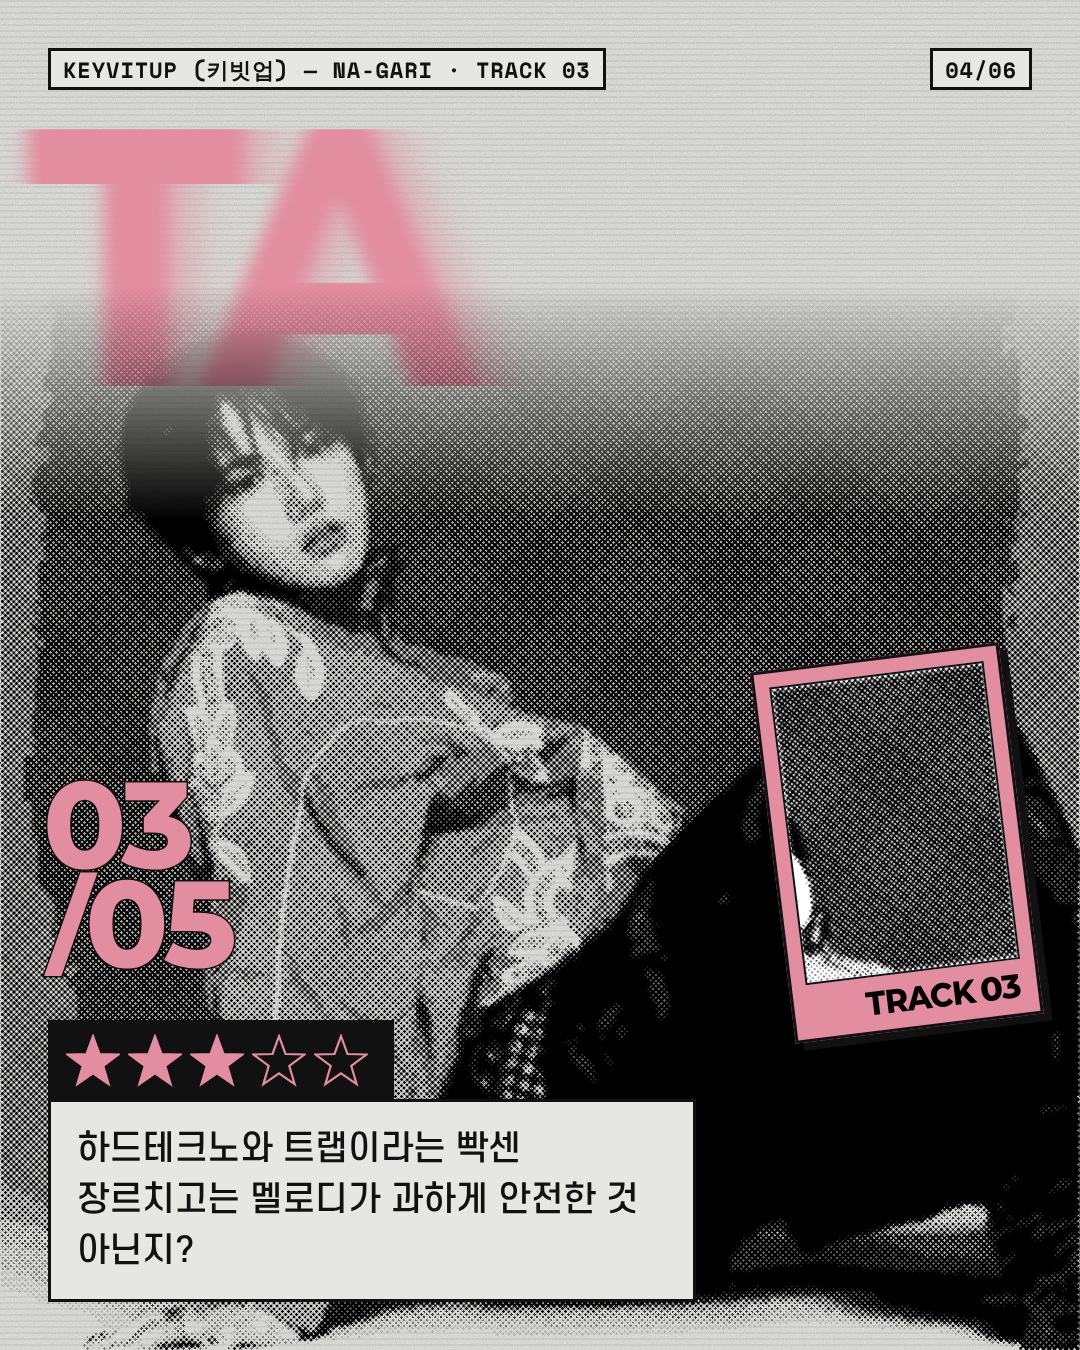 KEYVITUP (키빗업) — NA-GARI · TRACK 03
04/06
TA
03
/05
TRACK 03
하드테크노와 트랩이라는 빡센
장르치고는 멜로디가 과하게 안전한 것
아닌지?